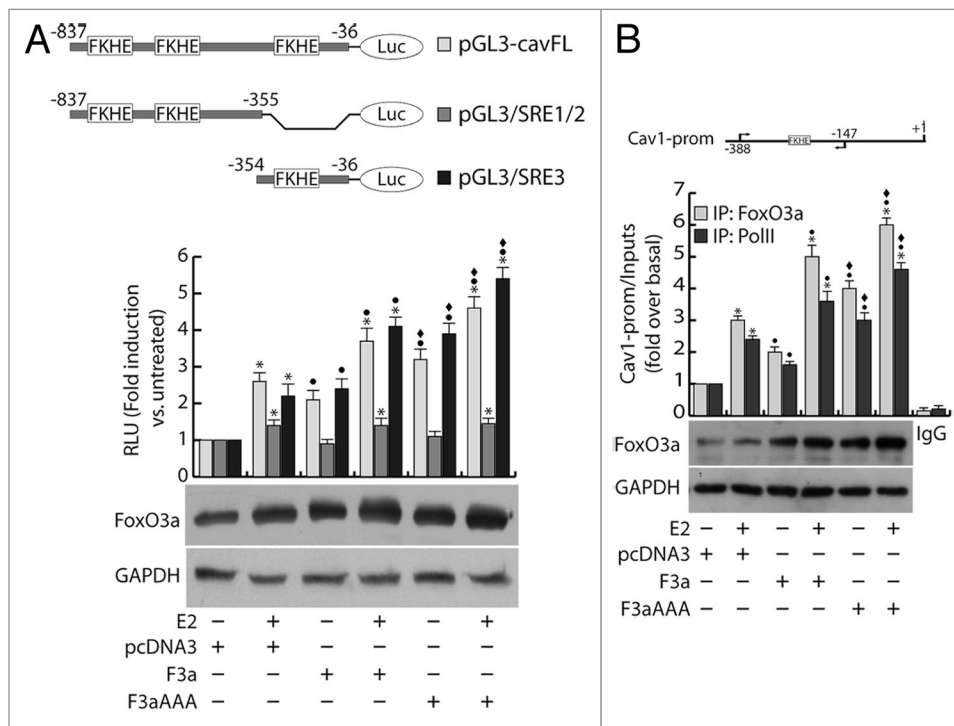 A
-837 FKHE FKHE FKHE -36 Luc pGL3-cavFL
-837 FKHE FKHE -355 Luc pGL3/SRE1/2
-354 FKHE -36 Luc pGL3/SRE3
RLU (Fold induction
vs. untreated)
6
5
4
3
2
1
0
* * * • • • * * • * ♦ • ♦ • ♦ • * * ♦ • *
FoxO3a
GAPDH
E2 – + – + – +
pcDNA3 + + – – – –
F3a – – + + – –
F3aAAA – – – – + +
B
Cav1-prom -388 FKHE -147 +1
Cav1-prom/Inputs
(fold over basal)
7
6
5
4
3
2
1
0
IP: FoxO3a
IP: PolII
* * • • • * • * ♦ • ♦ • ♦ • * ♦ • *
IgG
FoxO3a
GAPDH
E2 – + – + – +
pcDNA3 + + – – – –
F3a – – + + – –
F3aAAA – – – – + +